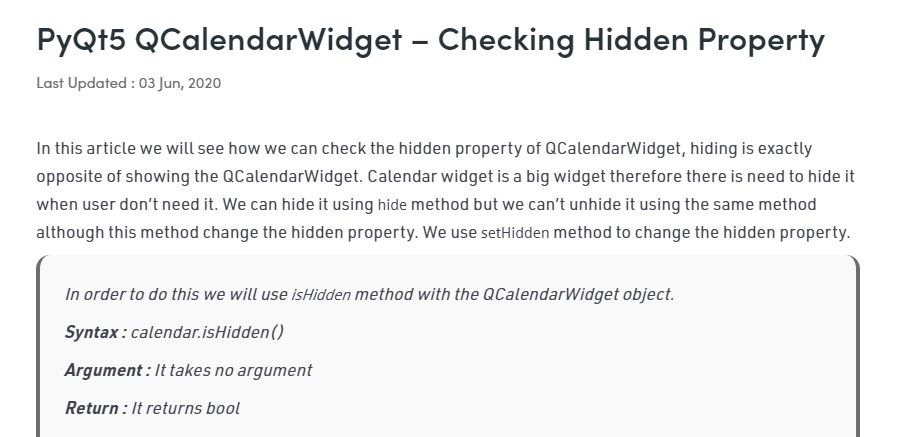 PyQt5 QCalendarWidget – Checking Hidden Property
Last Updated : 03 Jun, 2020
In this article we will see how we can check the hidden property of QCalendarWidget, hiding is exactly
opposite of showing the QCalendarWidget. Calendar widget is a big widget therefore there is need to hide it
when user don’t need it. We can hide it using hide method but we can’t unhide it using the same method
although this method change the hidden property. We use setHidden method to change the hidden property.
In order to do this we will use isHidden method with the QCalendarWidget object.
Syntax : calendar.isHidden()
Argument : It takes no argument
Return : It returns bool